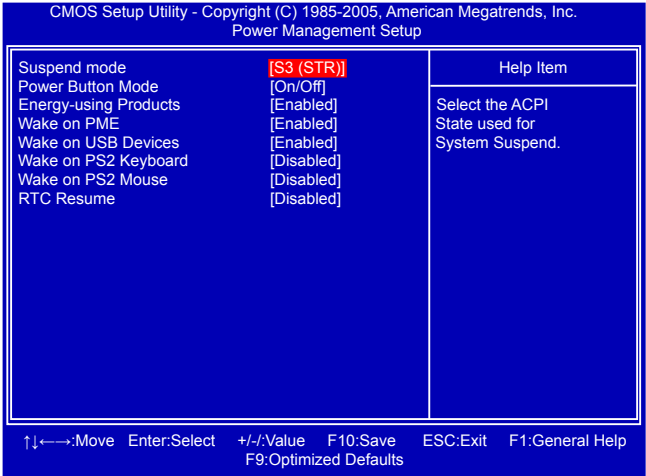 CMOS Setup Utility - Copyright (C) 1985-2005, American Megatrends, Inc.
Power Management Setup
Suspend mode [S3 (STR)]
Power Button Mode [On/Off]
Energy-using Products [Enabled]
Wake on PME [Enabled]
Wake on USB Devices [Enabled]
Wake on PS2 Keyboard [Disabled]
Wake on PS2 Mouse [Disabled]
RTC Resume [Disabled]
Help Item
Select the ACPI
State used for
System Suspend.
↑↓←→:Move Enter:Select +/-/:Value F10:Save ESC:Exit F1:General Help
F9:Optimized Defaults